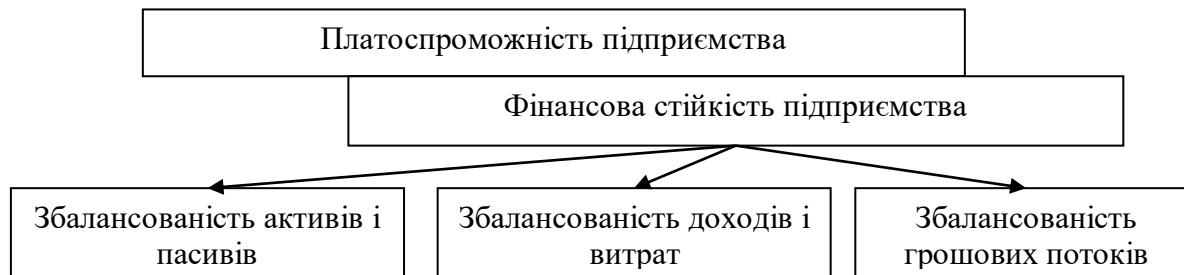 Платоспроможність підприємства
Фінансова стійкість підприємства
Збалансованість активів і
пасивів
Збалансованість доходів і
витрат
Збалансованість
грошових потоків